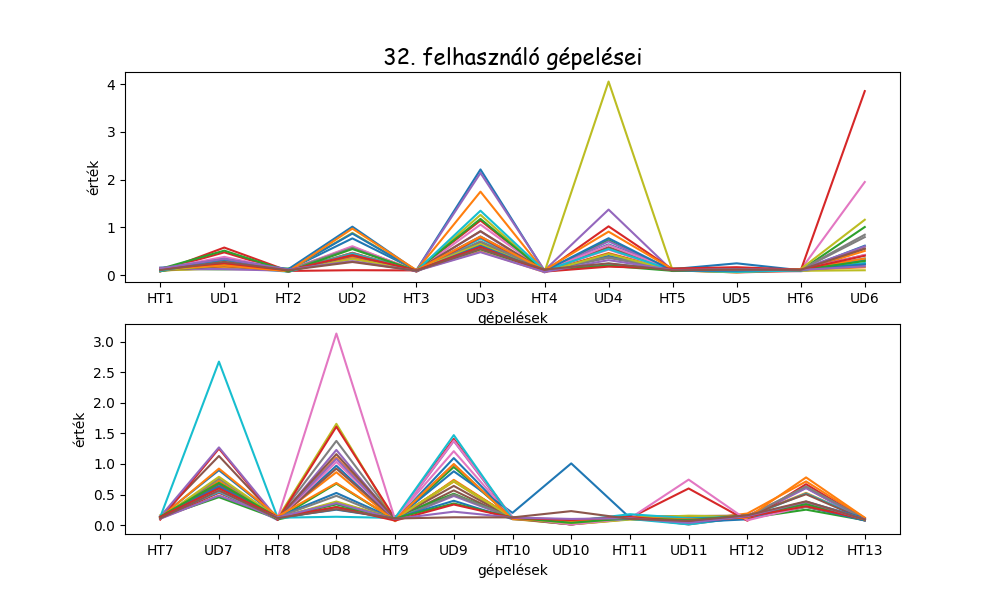 32. felhasználó gépelései
4
3
2
1
0
érték
HT1 UD1 HT2 UD2 HT3 UD3 HT4 UD4 HT5 UD5 HT6 UD6
gépelések
3.0
2.5
2.0
1.5
1.0
0.5
0.0
érték
HT7 UD7 HT8 UD8 HT9 UD9 HT10 UD10 HT11 UD11 HT12 UD12 HT13
gépelések